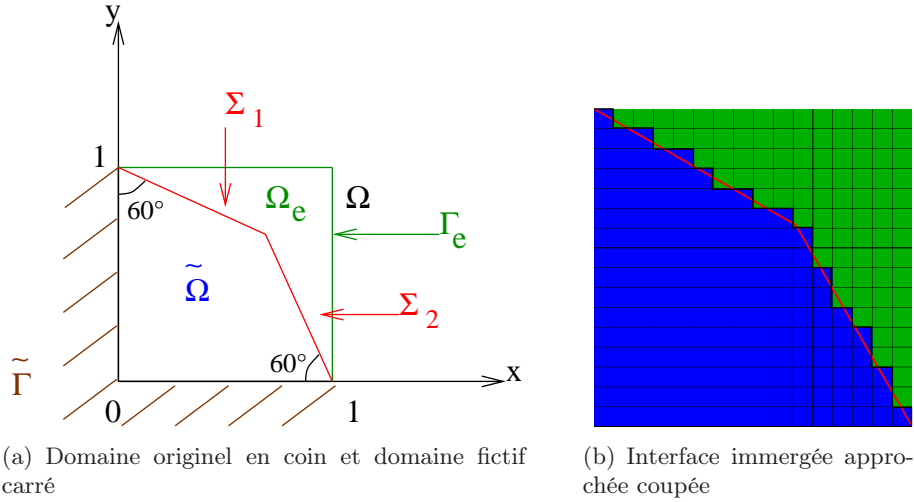 y
Σ 1
1
60°
Ω e
Ω
Γ e
~Ω
Σ 2
60°
~Γ
x
0
1
(a) Domaine originel en coin et domaine fictif
carré
(b) Interface immergée appro-
chée coupée